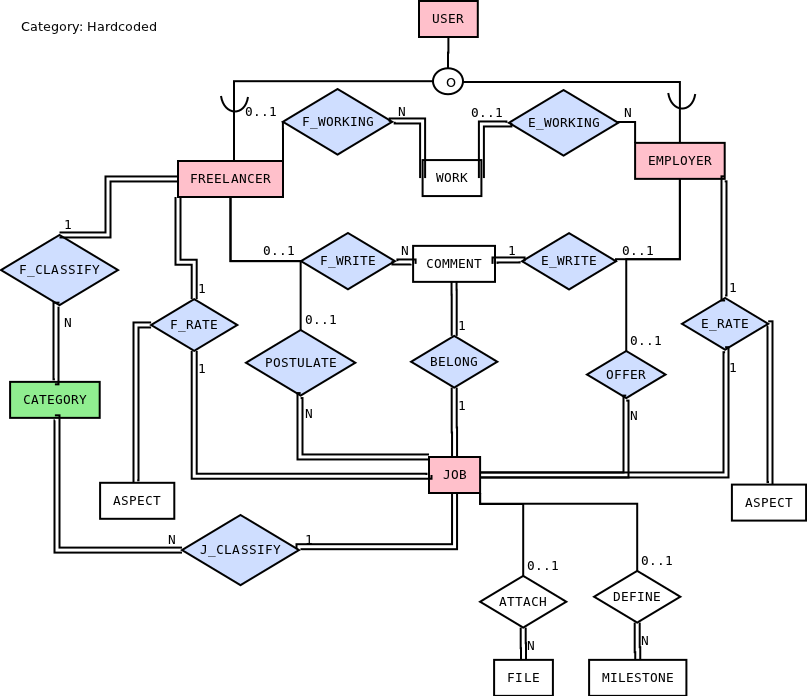 USER
Category: Hardcoded
O
0..1
F_WORKING
N
0..1
E_WORKING
N
FREELANCER
WORK
EMPLOYER
1
0..1
F_WRITE
N
COMMENT
1
E_WRITE
0..1
F_CLASSIFY
1
1
N
F_RATE
0..1
1
E_RATE
0..1
POSTULATE
BELONG
OFFER
1
1
CATEGORY
N
1
N
JOB
ASPECT
ASPECT
N
J_CLASSIFY
1
0..1
0..1
ATTACH
DEFINE
N
N
FILE
MILESTONE